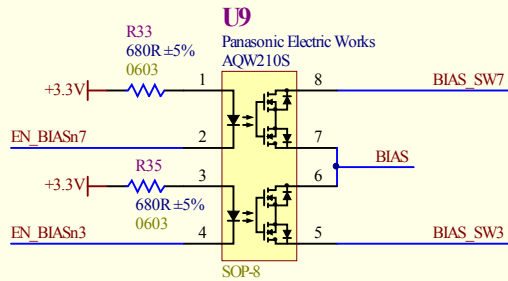 U9
R33
Panasonic Electric Works
680R ±5%
AQW210S
0603
1
8
BIAS_SW7
+3.3V
EN_BIASn7
2
7
BIAS
R35
3
6
+3.3V
680R ±5%
0603
EN_BIASn3
4
5
BIAS_SW3
SOP-8